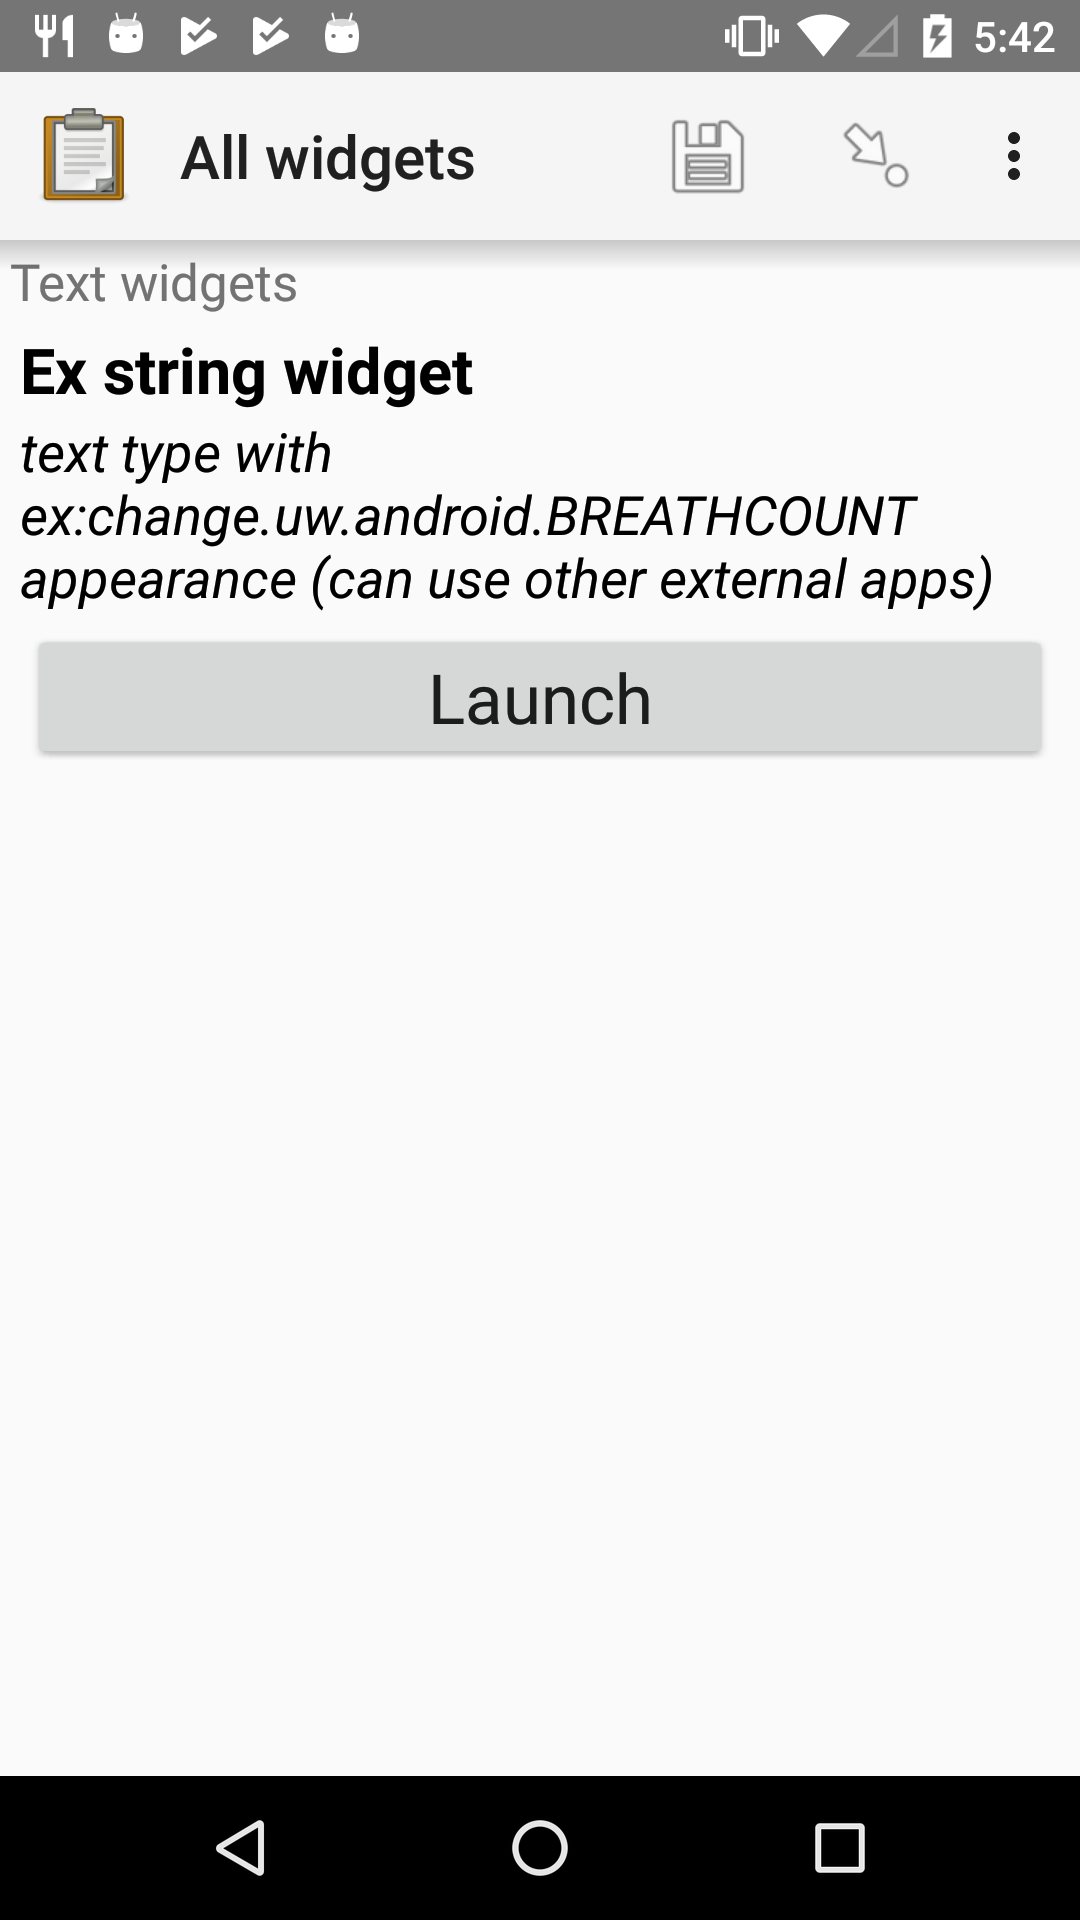 5:42
All widgets
Text widgets
Ex string widget
text type with
ex:change.uw.android.BREATHCOUNT
appearance (can use other external apps)
Launch